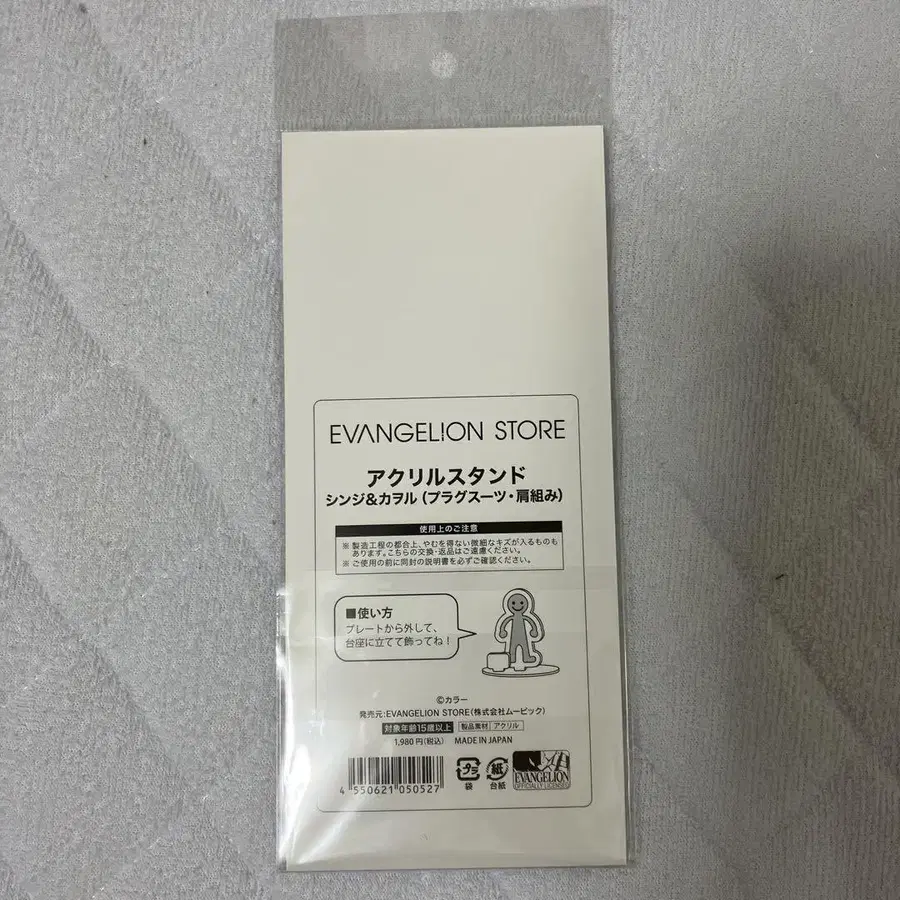 EVANGELION STORE
アクリルスタンド
シンジ&カヲル (プラグスーツ・肩組み)
使用上のご注意
※製造工程の都合上、やむを得ない微細なキズが入るものも
あります。こちらの交換・返品はご遠慮ください。
※ご使用の前に同封の説明書を必ずご確認ください。
■使い方
プレートから外して、
台座に立てて飾ってね!
©カラー
発売元:EVANGELION STORE(株式会社ムービック)
対象年齢15歳以上 製品素材 アクリル
1,980円(税込) MADE IN JAPAN
4 550621 050527
プラ 袋
紙 台紙
EVANGELION
OFFICIALLY LICENSED